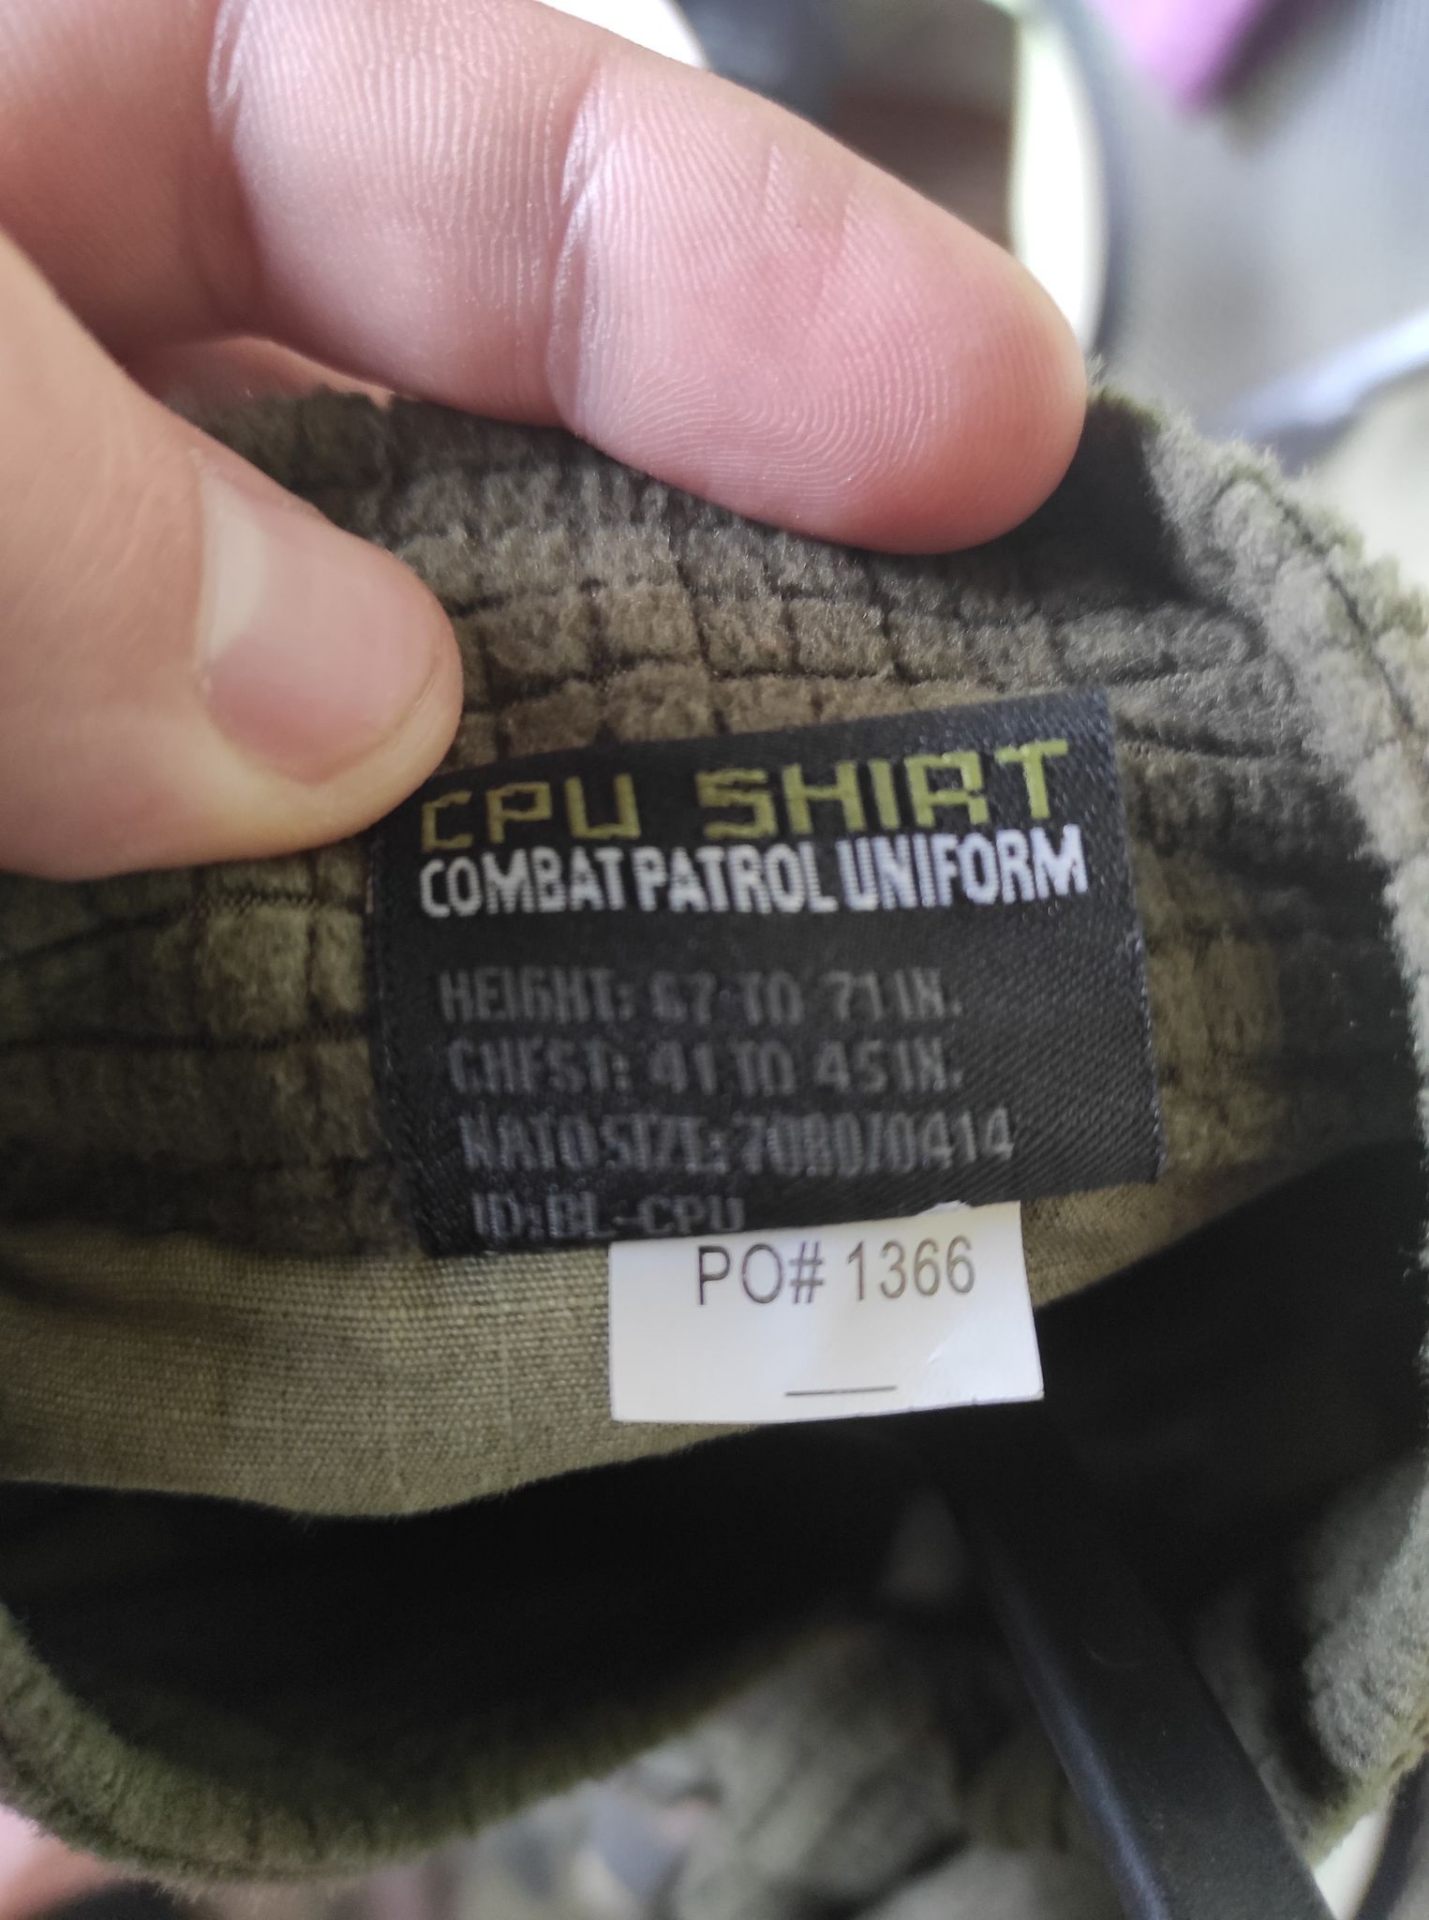 CPU SHIRT
COMBAT PATROL UNIFORM
HEIGHT: 67 TO 71 IN.
CHEST: 41 TO 45 IN.
NATO SIZE: 7080/0414
ID: BL-CPU
PO# 1366